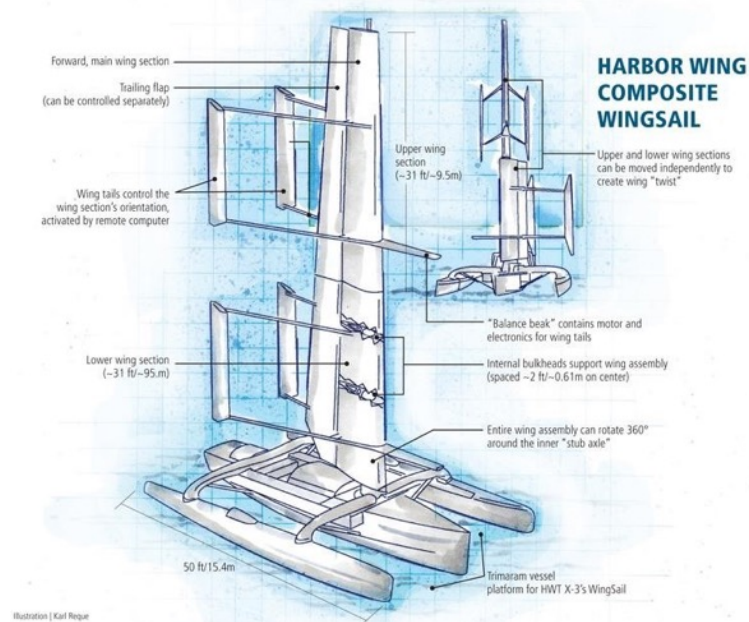 HARBOR WING
COMPOSITE
WINGSAIL
Forward, main wing section
Trailing flap
(can be controlled separately)
Upper wing
section
(~31 ft/~9.5m)
Upper and lower wing sections
can be moved independently to
create wing "twist"
Wing tails control the
wing section's orientation,
activated by remote computer
"Balance beak" contains motor and
electronics for wing tails
Lower wing section
(~31 ft/~95.m)
Internal bulkheads support wing assembly
(spaced ~2 ft/~0.61m on center)
Entire wing assembly can rotate 360°
around the inner "stub axle"
50 ft/15.4m
Trimaram vessel
platform for HWT X-3's WingSail
Illustration | Karl Reque